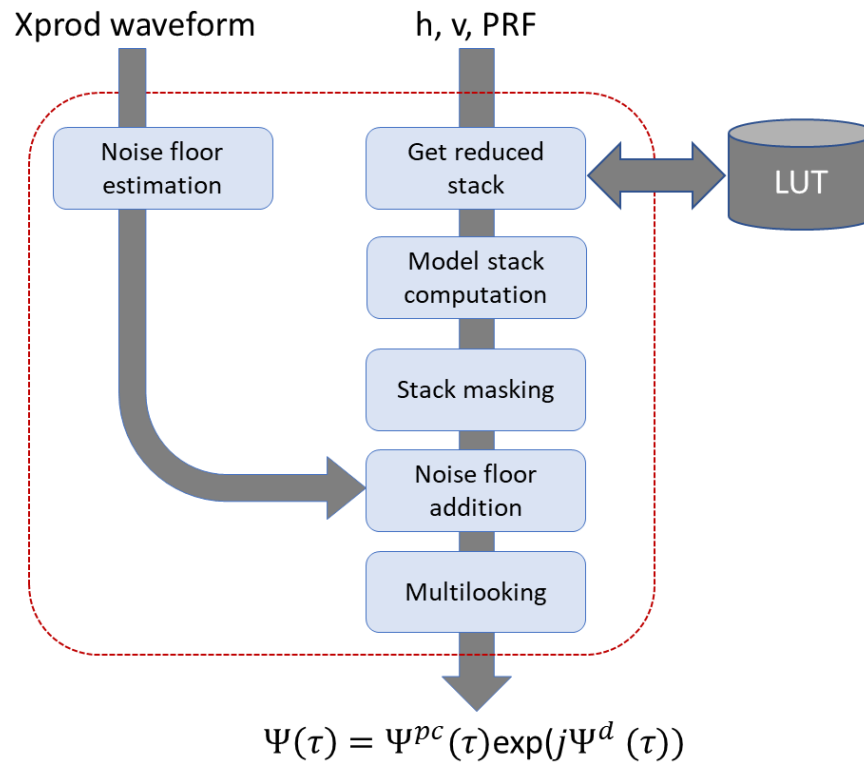 Xprod waveform
h, v, PRF
Noise floor
estimation
Get reduced
stack
LUT
Model stack
computation
Stack masking
Noise floor
addition
Multilooking
Ψ(τ) = Ψ^{pc}(τ)exp(jΨ^{d} (τ))